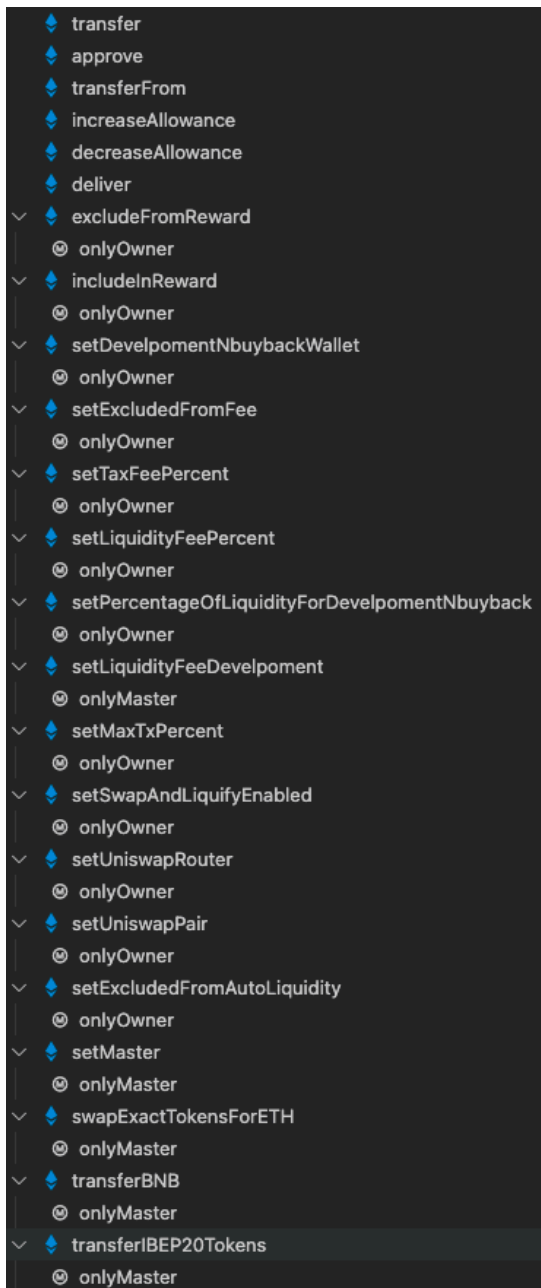 transfer
approve
transferFrom
increaseAllowance
decreaseAllowance
deliver
excludeFromReward
onlyOwner
includeInReward
onlyOwner
setDevelpomentNbuybackWallet
onlyOwner
setExcludedFromFee
onlyOwner
setTaxFeePercent
onlyOwner
setLiquidityFeePercent
onlyOwner
setPercentageOfLiquidityForDevelpomentNbuyback
onlyOwner
setLiquidityFeeDevelpoment
onlyMaster
setMaxTxPercent
onlyOwner
setSwapAndLiquifyEnabled
onlyOwner
setUniswapRouter
onlyOwner
setUniswapPair
onlyOwner
setExcludedFromAutoLiquidity
onlyOwner
setMaster
onlyMaster
swapExactTokensForETH
onlyMaster
transferBNB
onlyMaster
transferIBEP20Tokens
onlyMaster